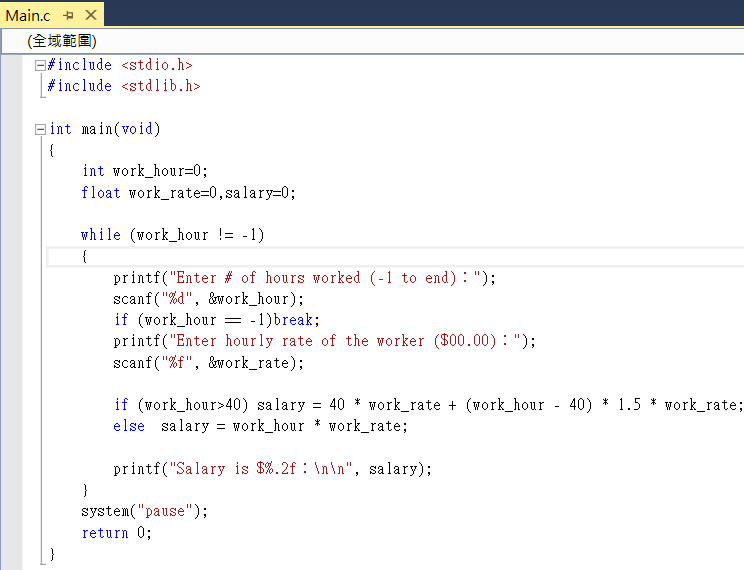 Main.c
(全域範圍)
#include <stdio.h>
#include <stdlib.h>
int main(void)
{
int work_hour=0;
float work_rate=0,salary=0;
while (work_hour != -1)
{
printf("Enter # of hours worked (-1 to end)：");
scanf("%d", &work_hour);
if (work_hour == -1)break;
printf("Enter hourly rate of the worker ($00.00)：");
scanf("%f", &work_rate);
if (work_hour>40) salary = 40 * work_rate + (work_hour - 40) * 1.5 * work_rate;
else  salary = work_hour * work_rate;
printf("Salary is $%.2f：\n\n", salary);
}
system("pause");
return 0;
}